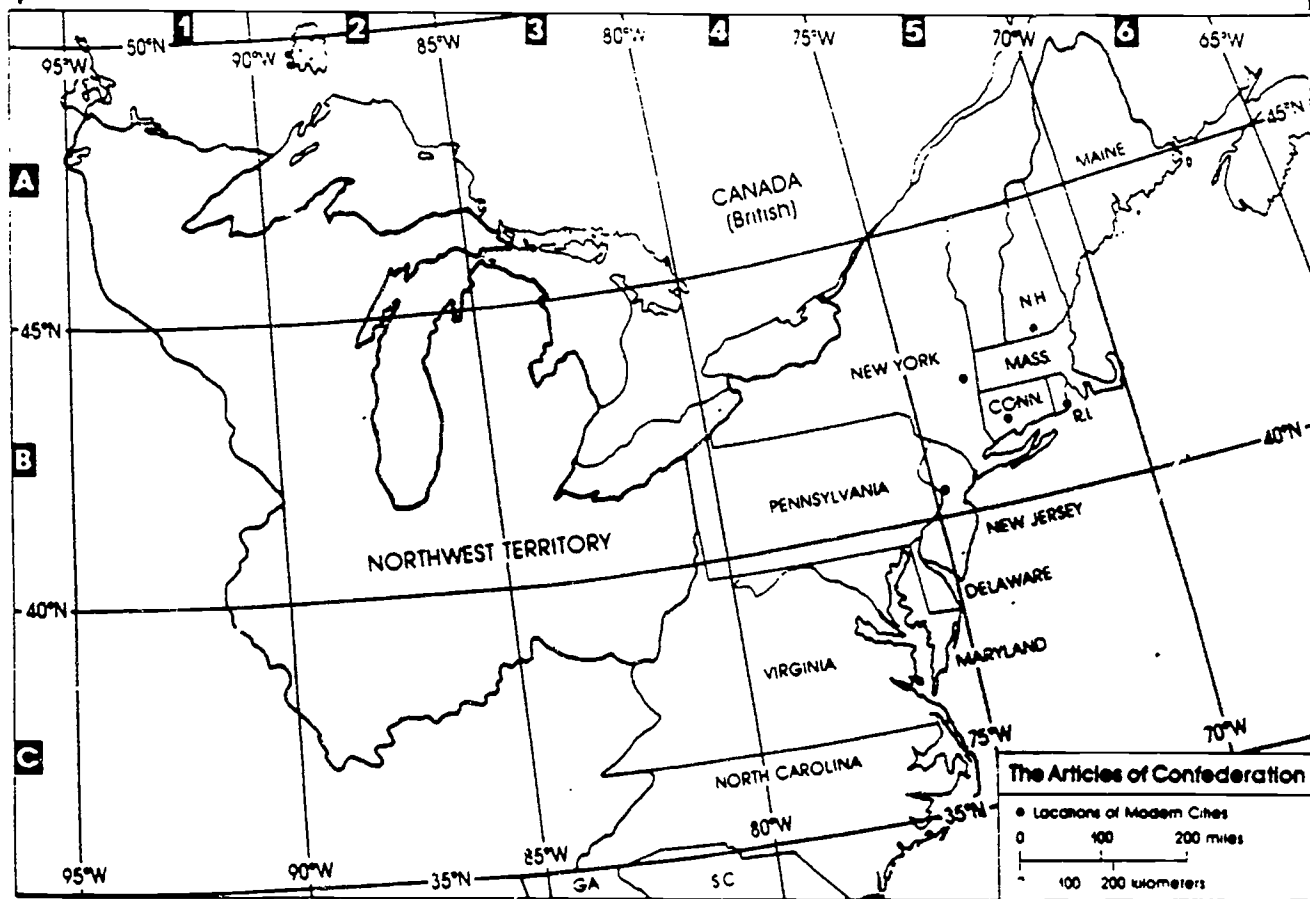 1
2
3
4
5
6
50°N
95°W
90°W
85°W
80°W
75°W
70°W
65°W
45°N
A
MAINE
CANADA
(British)
N H
45°N
MASS.
NEW YORK
CONN.
R.I.
40°N
B
PENNSYLVANIA
NEW JERSEY
NORTHWEST TERRITORY
DELAWARE
40°N
MARYLAND
VIRGINIA
75°W
70°W
C
NORTH CAROLINA
The Articles of Confederation
35°N
• Locations of Modern Cities
80°W
0 100 200 miles
85°W
95°W
90°W
35°N
GA
S C
100 200 kilometers